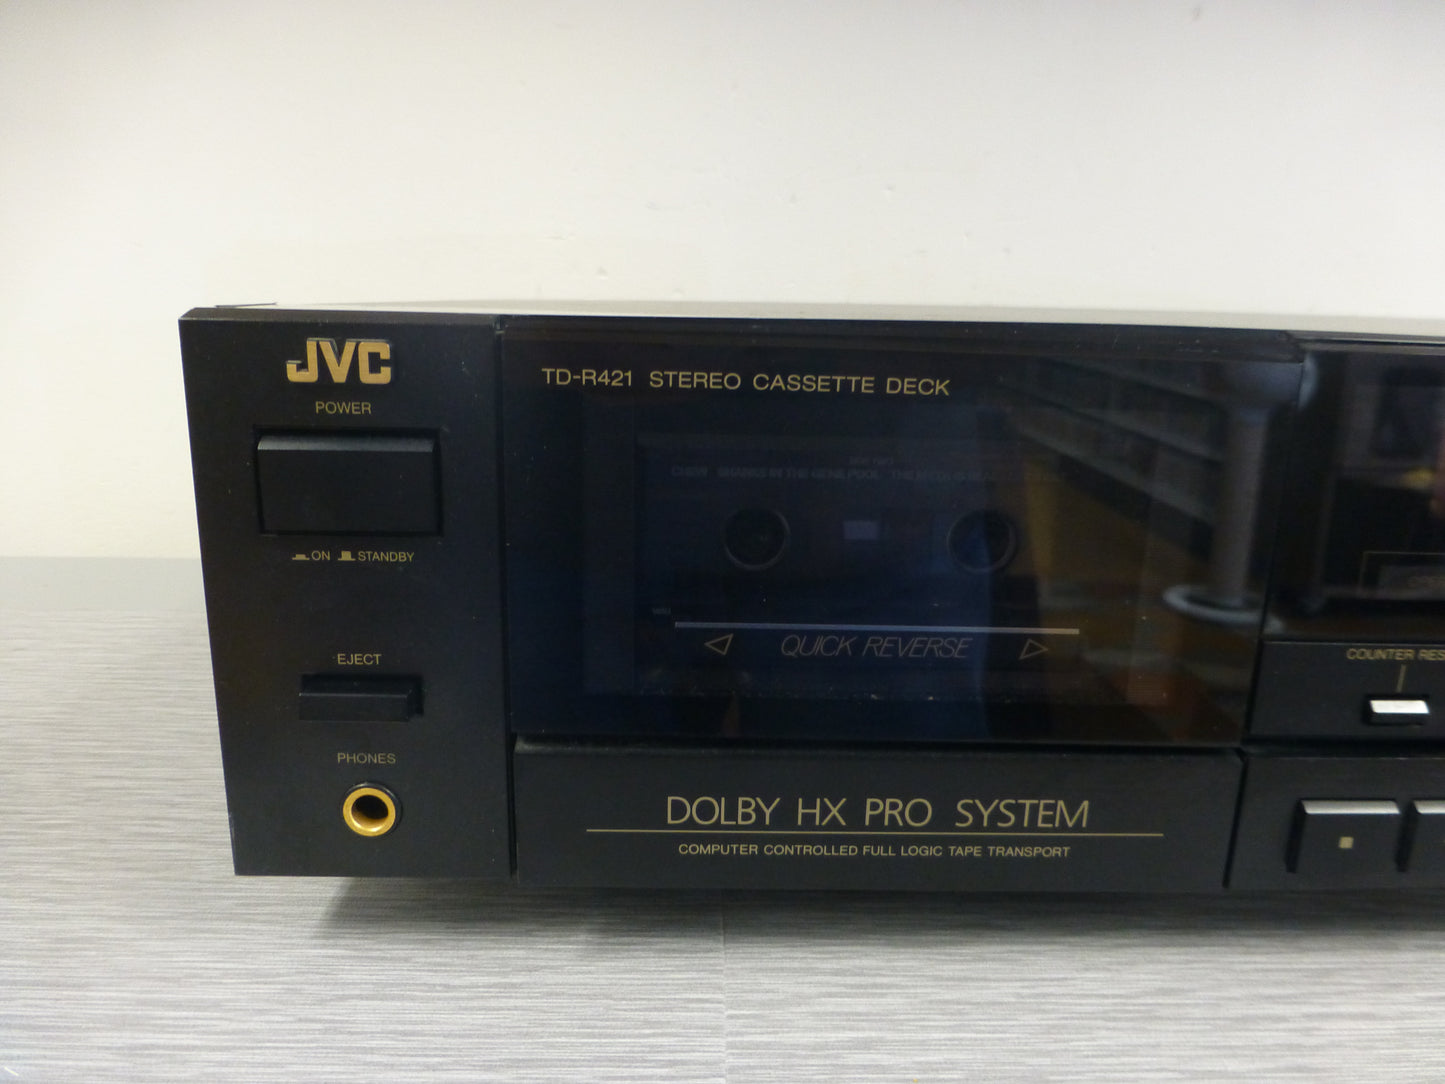 JVC
POWER
ON STANDBY
EJECT
PHONES
TD-R421 STEREO CASSETTE DECK
SHARKS IN THE GENE POOL
QUICK REVERSE
DOLBY HX PRO SYSTEM
COMPUTER CONTROLLED FULL LOGIC TAPE TRANSPORT
COUNTER RES